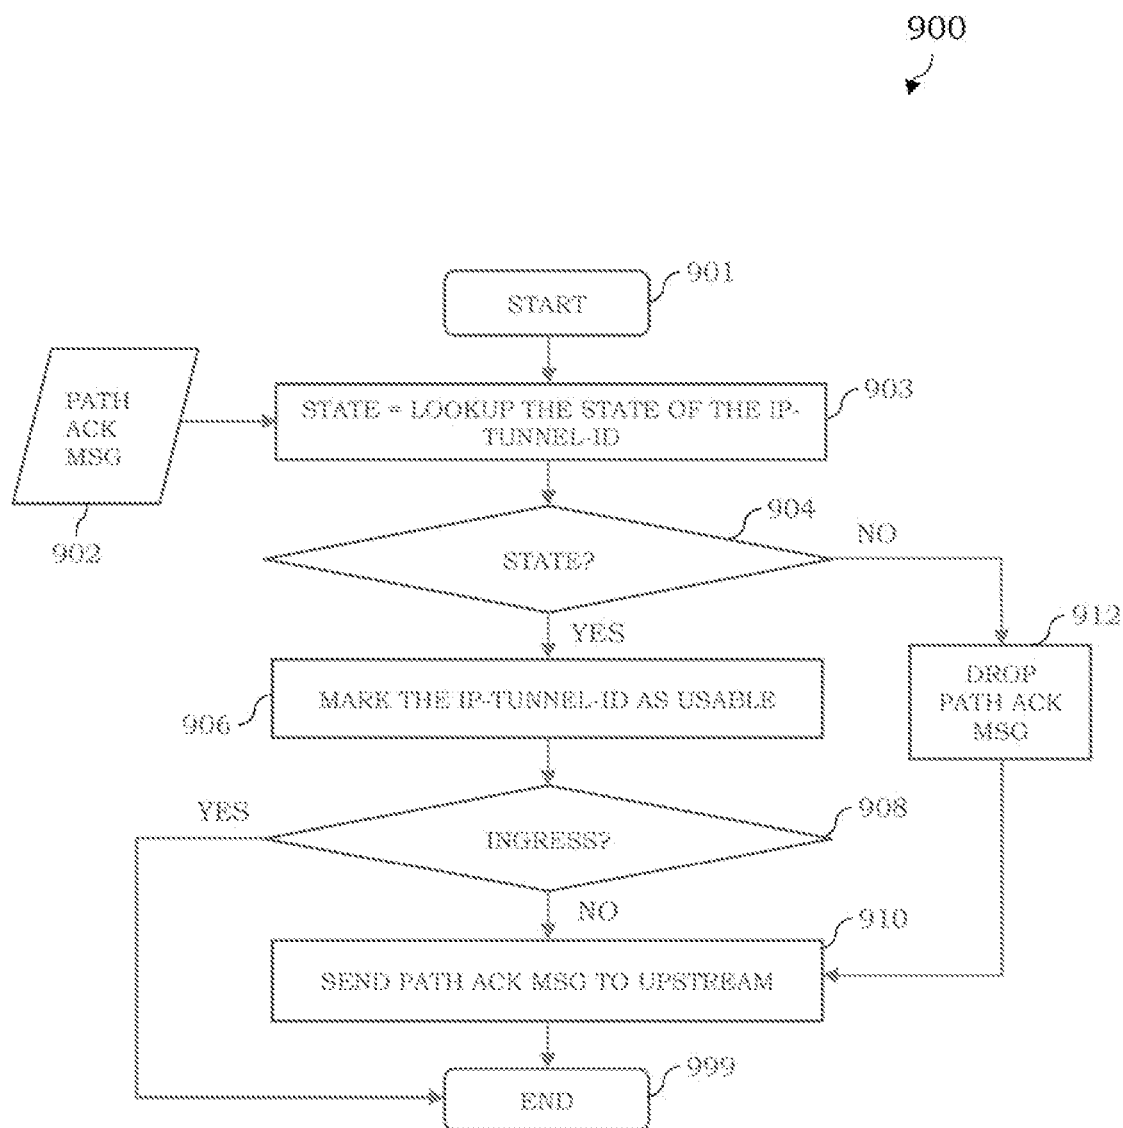 900
START
901
PATH
ACK
MSG
902
STATE = LOOKUP THE STATE OF THE IP-
TUNNEL-ID
903
STATE?
904
NO
YES
912
DROP
PATH ACK
MSG
MARK THE IP-TUNNEL-ID AS USABLE
906
YES
INGRESS?
908
NO
910
SEND PATH ACK MSG TO UPSTREAM
END
999